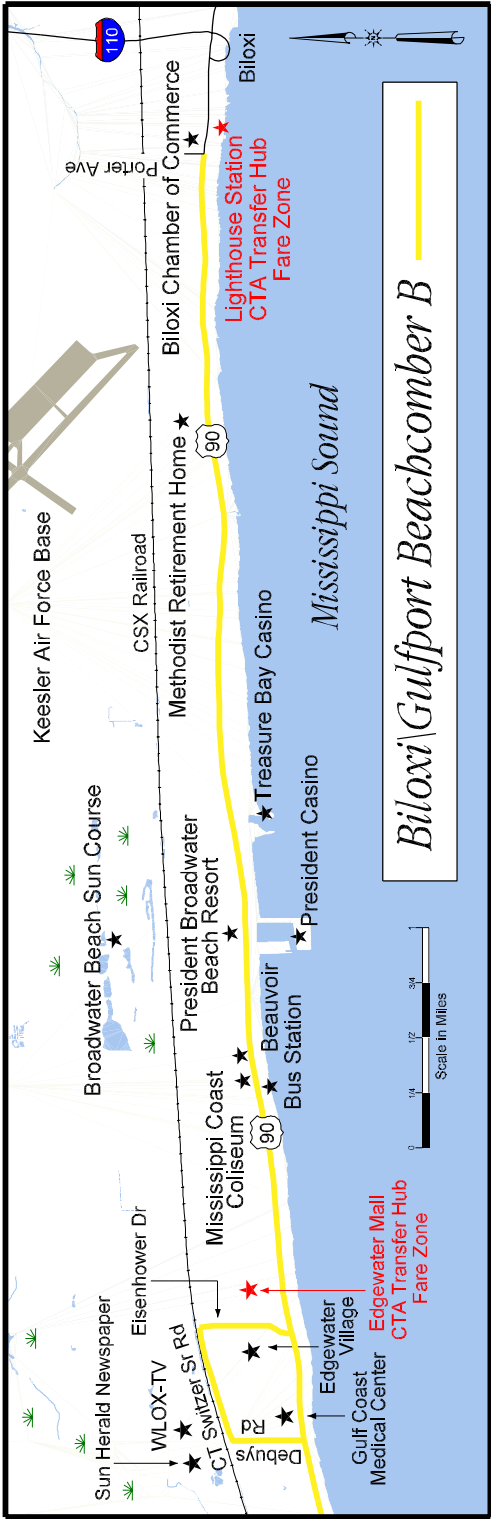 110
Biloxi
Porter Ave
Biloxi Chamber of Commerce
Lighthouse Station
CTA Transfer Hub
Fare Zone
Keesler Air Force Base
CSX Railroad
Methodist Retirement Home
90
Mississippi Sound
Treasure Bay Casino
President Casino
Broadwater Beach Sun Course
President Broadwater
Beach Resort
Beauvoir
Bus Station
Mississippi Coast
Coliseum
90
Eisenhower Dr
Sun Herald Newspaper
WLOX-TV
CT Switzer Sr Rd
Debuys
Rd
Edgewater Mall
CTA Transfer Hub
Fare Zone
Edgewater
Village
Gulf Coast
Medical Center
Biloxi\Gulfport Beachcomber B
0 1/4 1/2 3/4 1
Scale in Miles
N